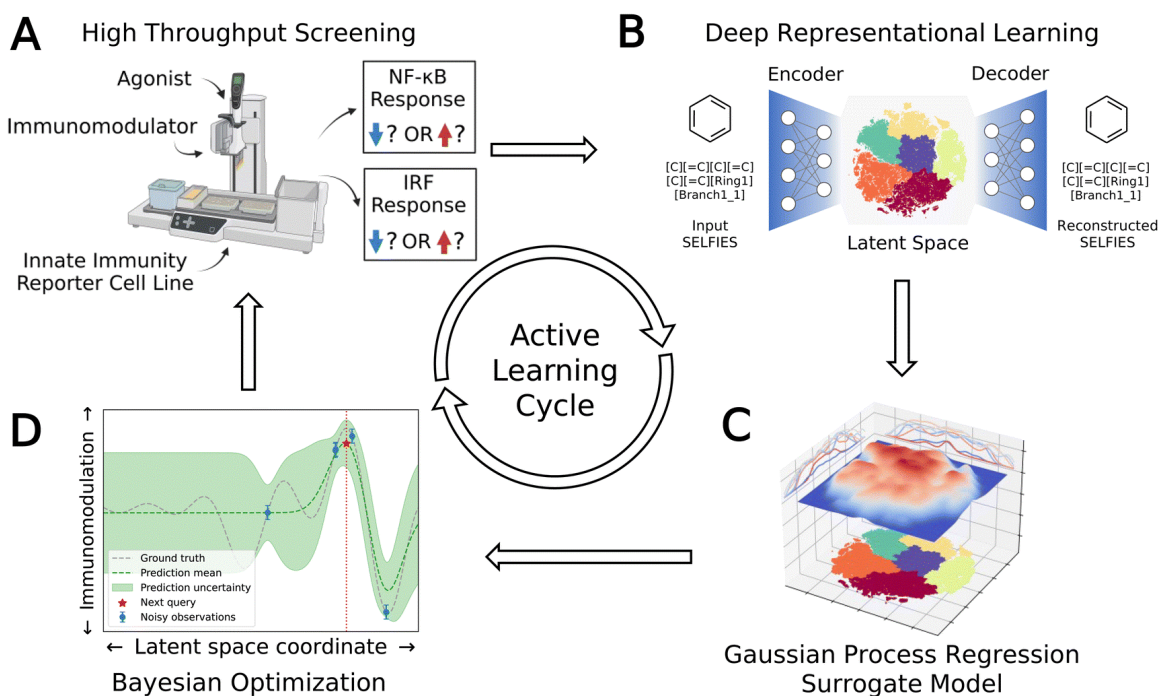 A
High Throughput Screening
Agonist
Immunomodulator
Innate Immunity
Reporter Cell Line
NF-κB
Response
? OR ?
IRF
Response
? OR ?
B
Deep Representational Learning
Encoder
Decoder
[C][=C][C][=C]
[C][=C][Ring1]
[Branch1_1]
Input
SELFIES
Latent Space
[C][=C][C][=C]
[C][=C][Ring1]
[Branch1_1]
Reconstructed
SELFIES
Active
Learning
Cycle
C
Gaussian Process Regression
Surrogate Model
D
← Immunomodulation →
Ground truth
Prediction mean
Prediction uncertainty
Next query
Noisy observations
← Latent space coordinate →
Bayesian Optimization